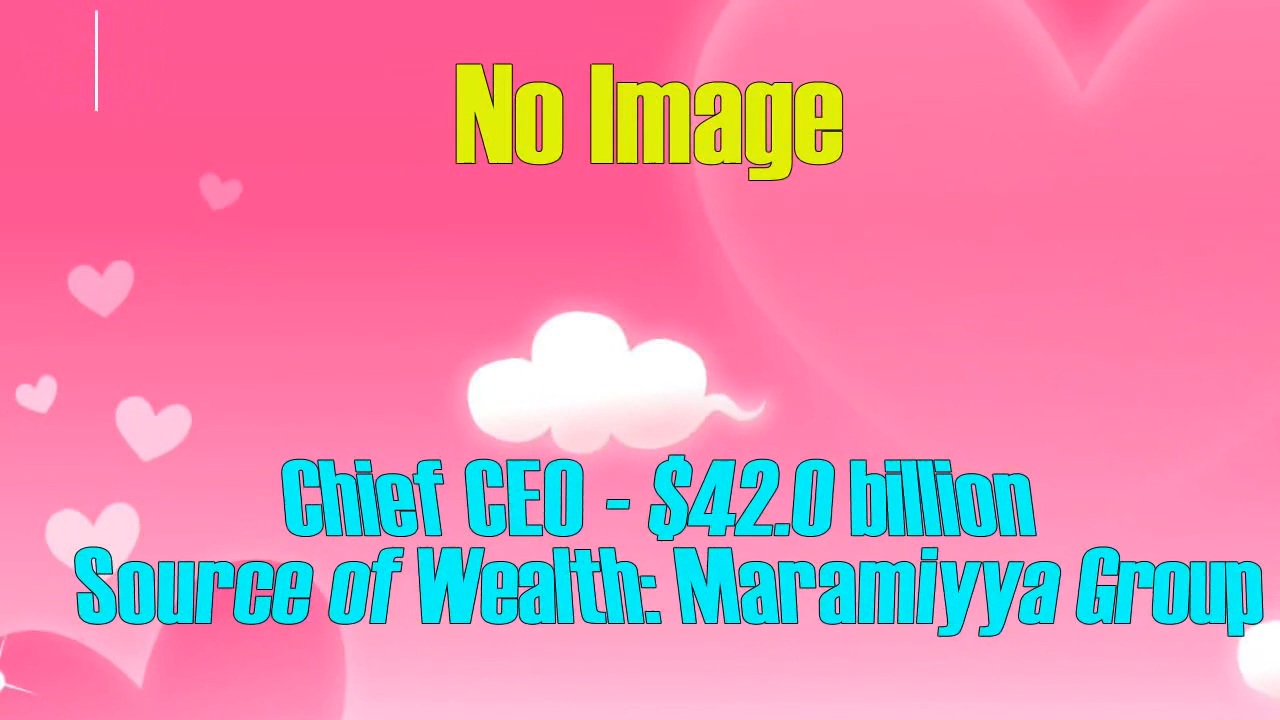 No Image
Chief CEO - $42.0 billion
Source of Wealth: Maramiyya Group